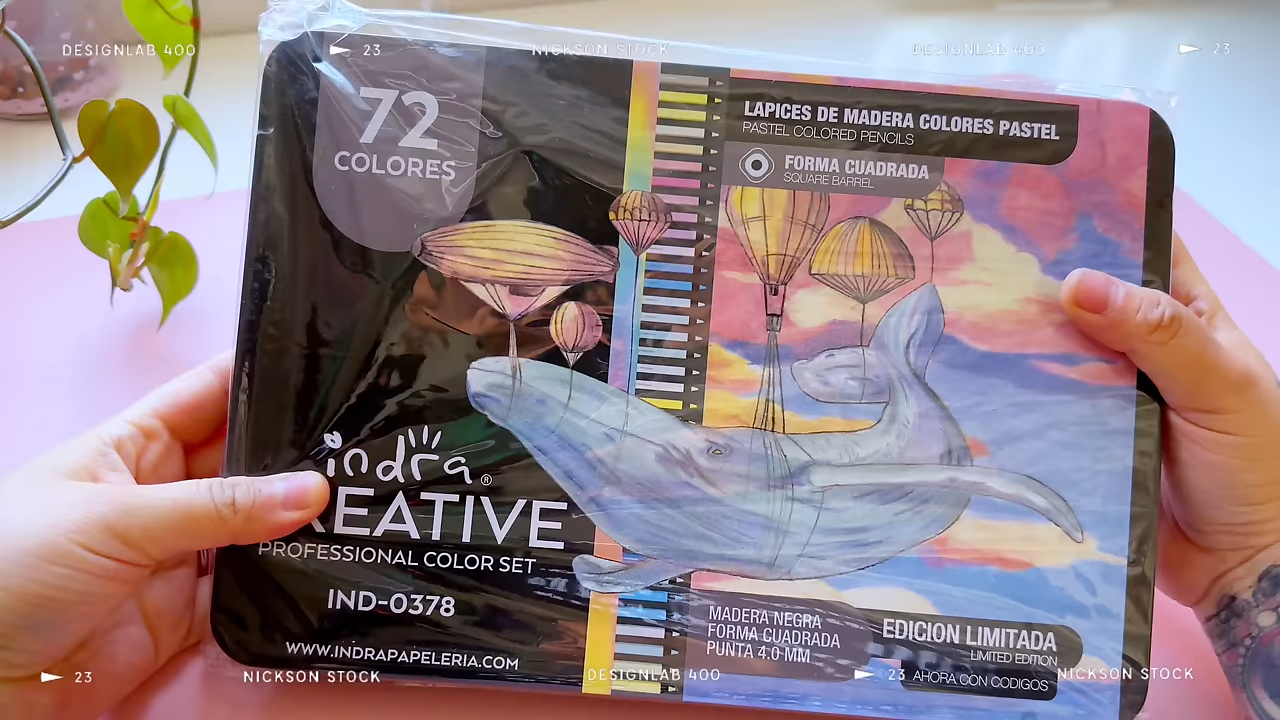 DESIGNLAB 400
23
NICKSON STOCK
DESIGNLAB 400
23
72
COLORES
LAPICES DE MADERA COLORES PASTEL
PASTEL COLORED PENCILS
FORMA CUADRADA
SQUARE BARREL
indra®
REATIVE
PROFESSIONAL COLOR SET
IND-0378
WWW.INDRAPAPELERIA.COM
MADERA NEGRA
FORMA CUADRADA
PUNTA 4.0 MM
EDICION LIMITADA
LIMITED EDITION
AHORA CON CODIGOS
23
NICKSON STOCK
DESIGNLAB 400
23
NICKSON STOCK